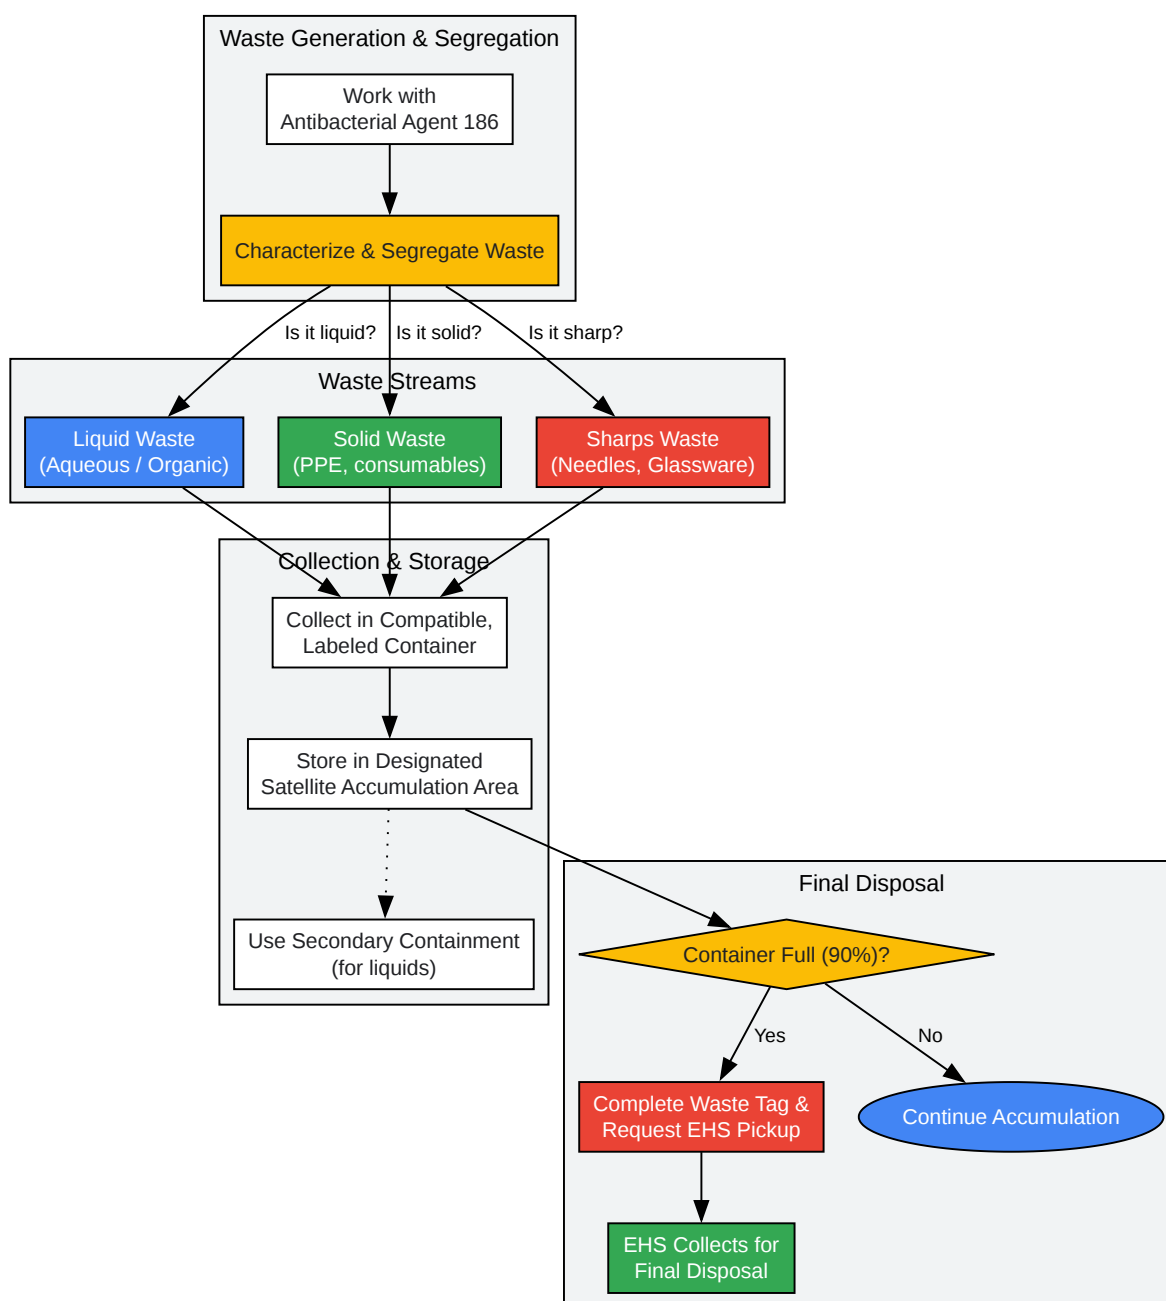 Waste Generation & Segregation
Work with
Antibacterial Agent 186
Characterize & Segregate Waste
Is it liquid?
Is it solid?
Is it sharp?
Waste Streams
Liquid Waste
(Aqueous / Organic)
Solid Waste
(PPE, consumables)
Sharps Waste
(Needles, Glassware)
Collection & Storage
Collect in Compatible,
Labeled Container
Store in Designated
Satellite Accumulation Area
Use Secondary Containment
(for liquids)
Final Disposal
Container Full (90%)?
Yes
No
Complete Waste Tag &
Request EHS Pickup
Continue Accumulation
EHS Collects for
Final Disposal